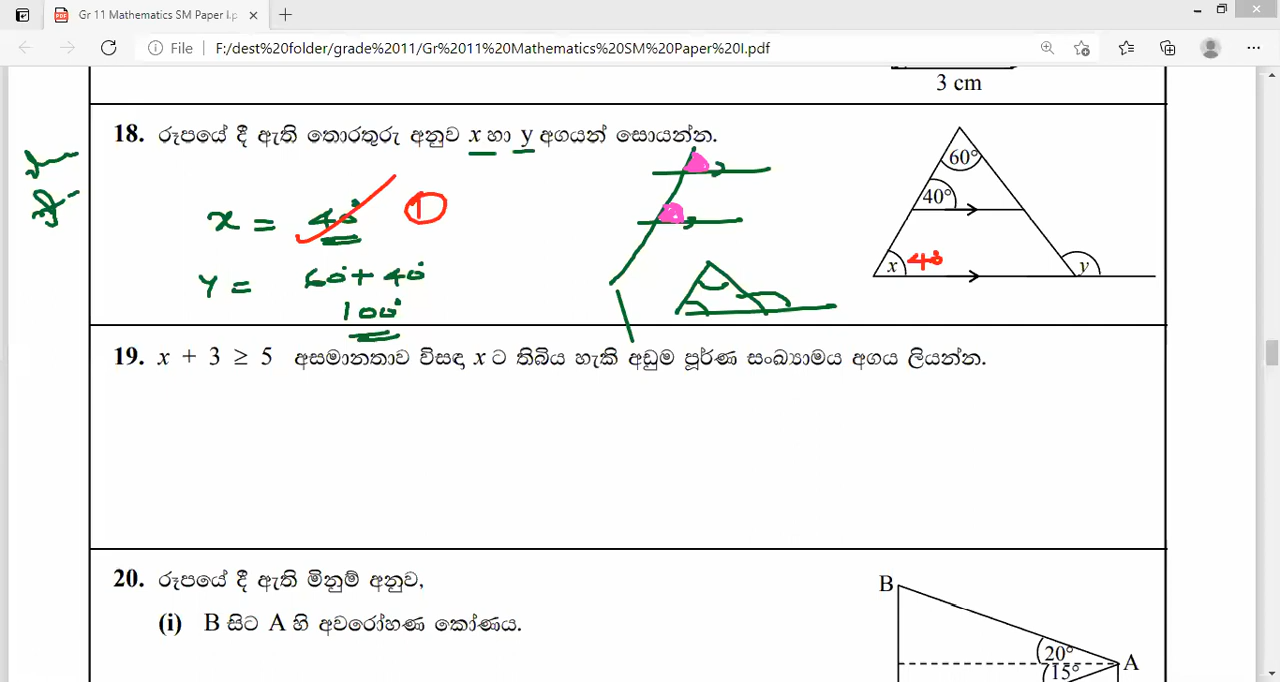 Gr 11 Mathematics SM Paper I.p
File F:/dest%20folder/grade%2011/Gr%2011%20Mathematics%20SM%20Paper%20I.pdf
3 cm
18. රූපයේ දී ඇති තොරතුරු අනුව x හා y අගයන් සොයන්න.
60°
40°
x = 40°
1
x 40°
y
y = 60° + 40°
100°
19. x + 3 ≥ 5 අසමානතාව විසඳා x ට තිබිය හැකි අඩුම පූර්ණ සංඛ්‍යාමය අගය ලියන්න.
20. රූපයේ දී ඇති මිනුම් අනුව,
B
(i) B සිට A හි අවරෝහණ කෝණය.
20°
A
15°